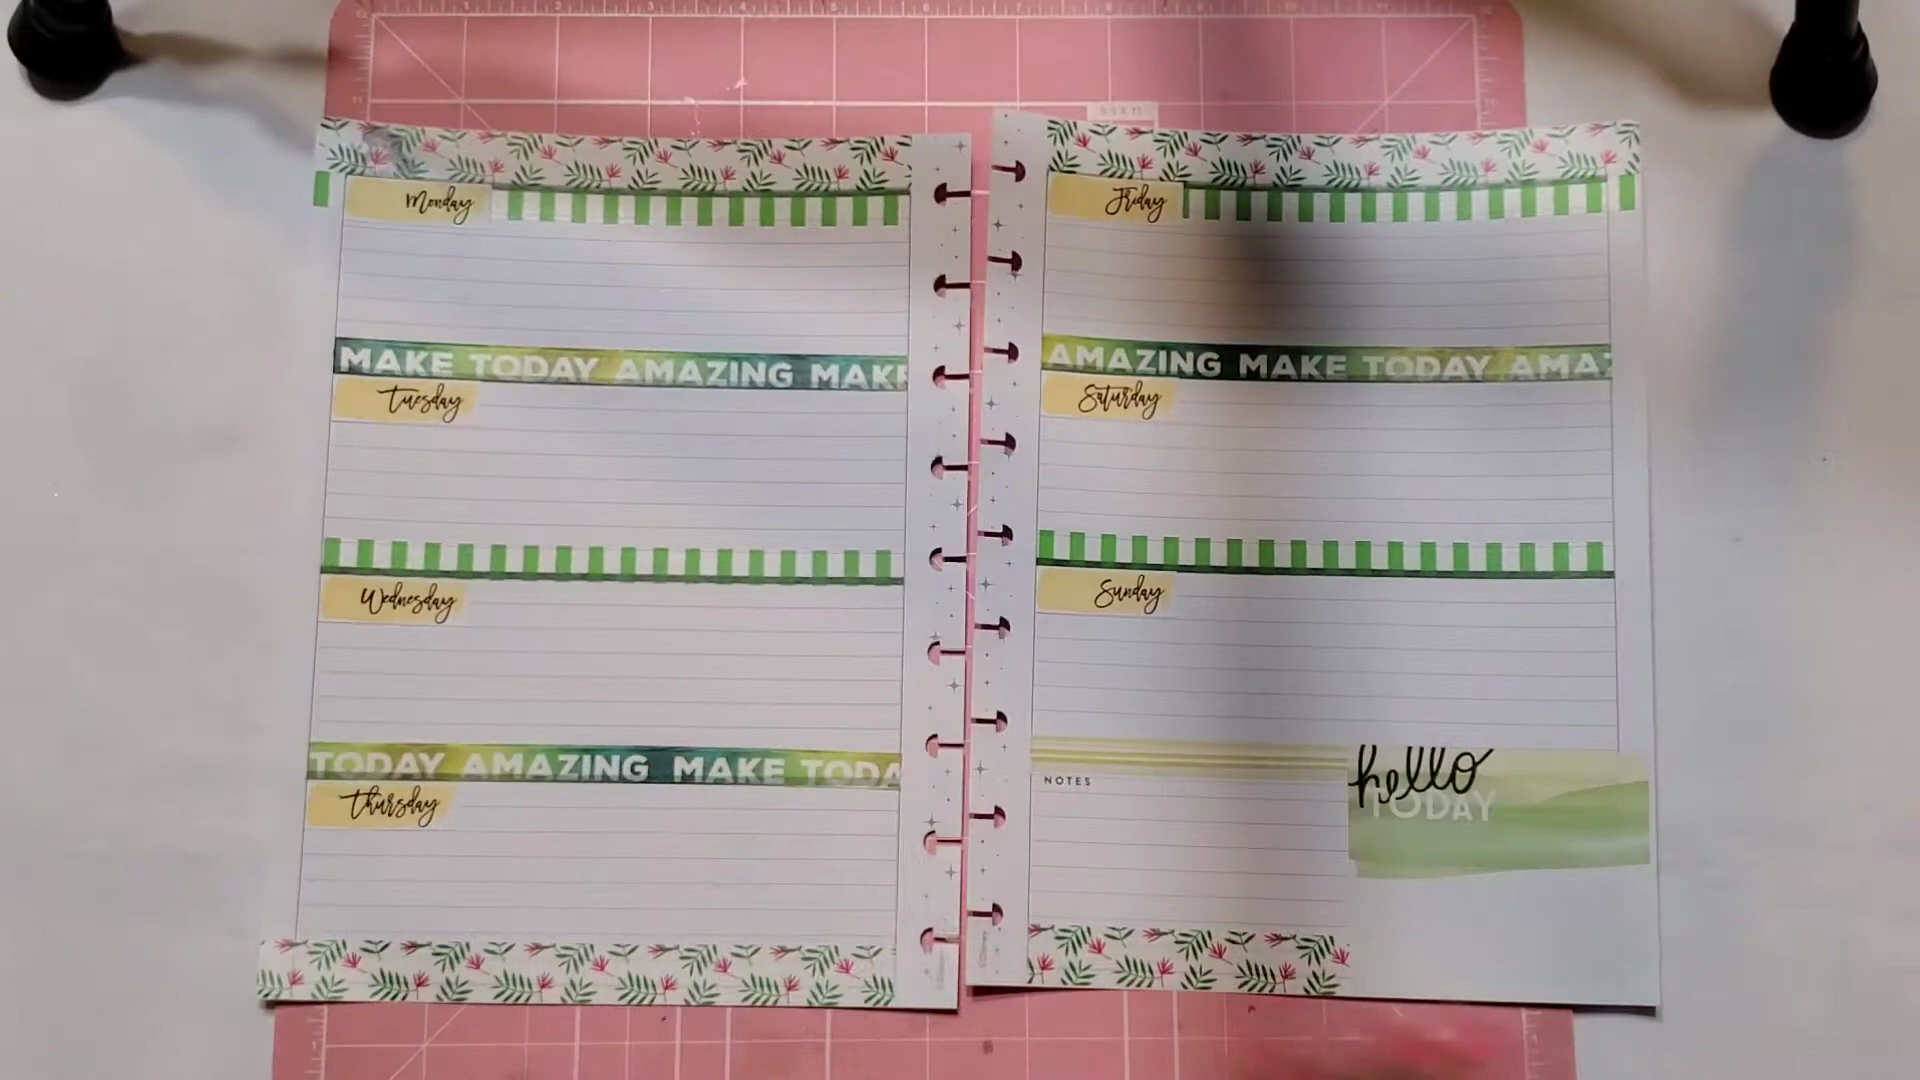 Monday
MAKE TODAY AMAZING MAKE
Tuesday
Wednesday
TODAY AMAZING MAKE TODA
Thursday
Friday
AMAZING MAKE TODAY AMAZ
Saturday
Sunday
NOTES
hello
TODAY